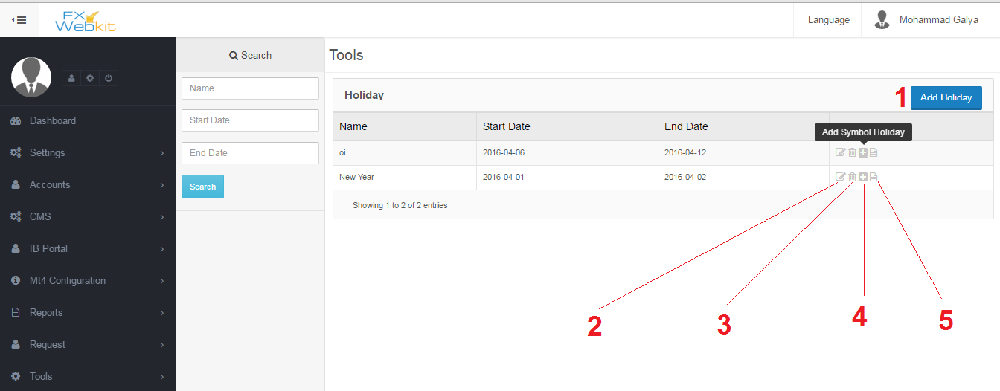 FX
Webkit
Language
Mohammad Galya
Search
Name
Start Date
End Date
Search
Dashboard
Settings
Accounts
CMS
IB Portal
Mt4 Configuration
Reports
Request
Tools
Tools
Holiday
1
Add Holiday
Name Start Date End Date
Add Symbol Holiday
oi 2016-04-06 2016-04-12
New Year 2016-04-01 2016-04-02
Showing 1 to 2 of 2 entries
2 3 4 5